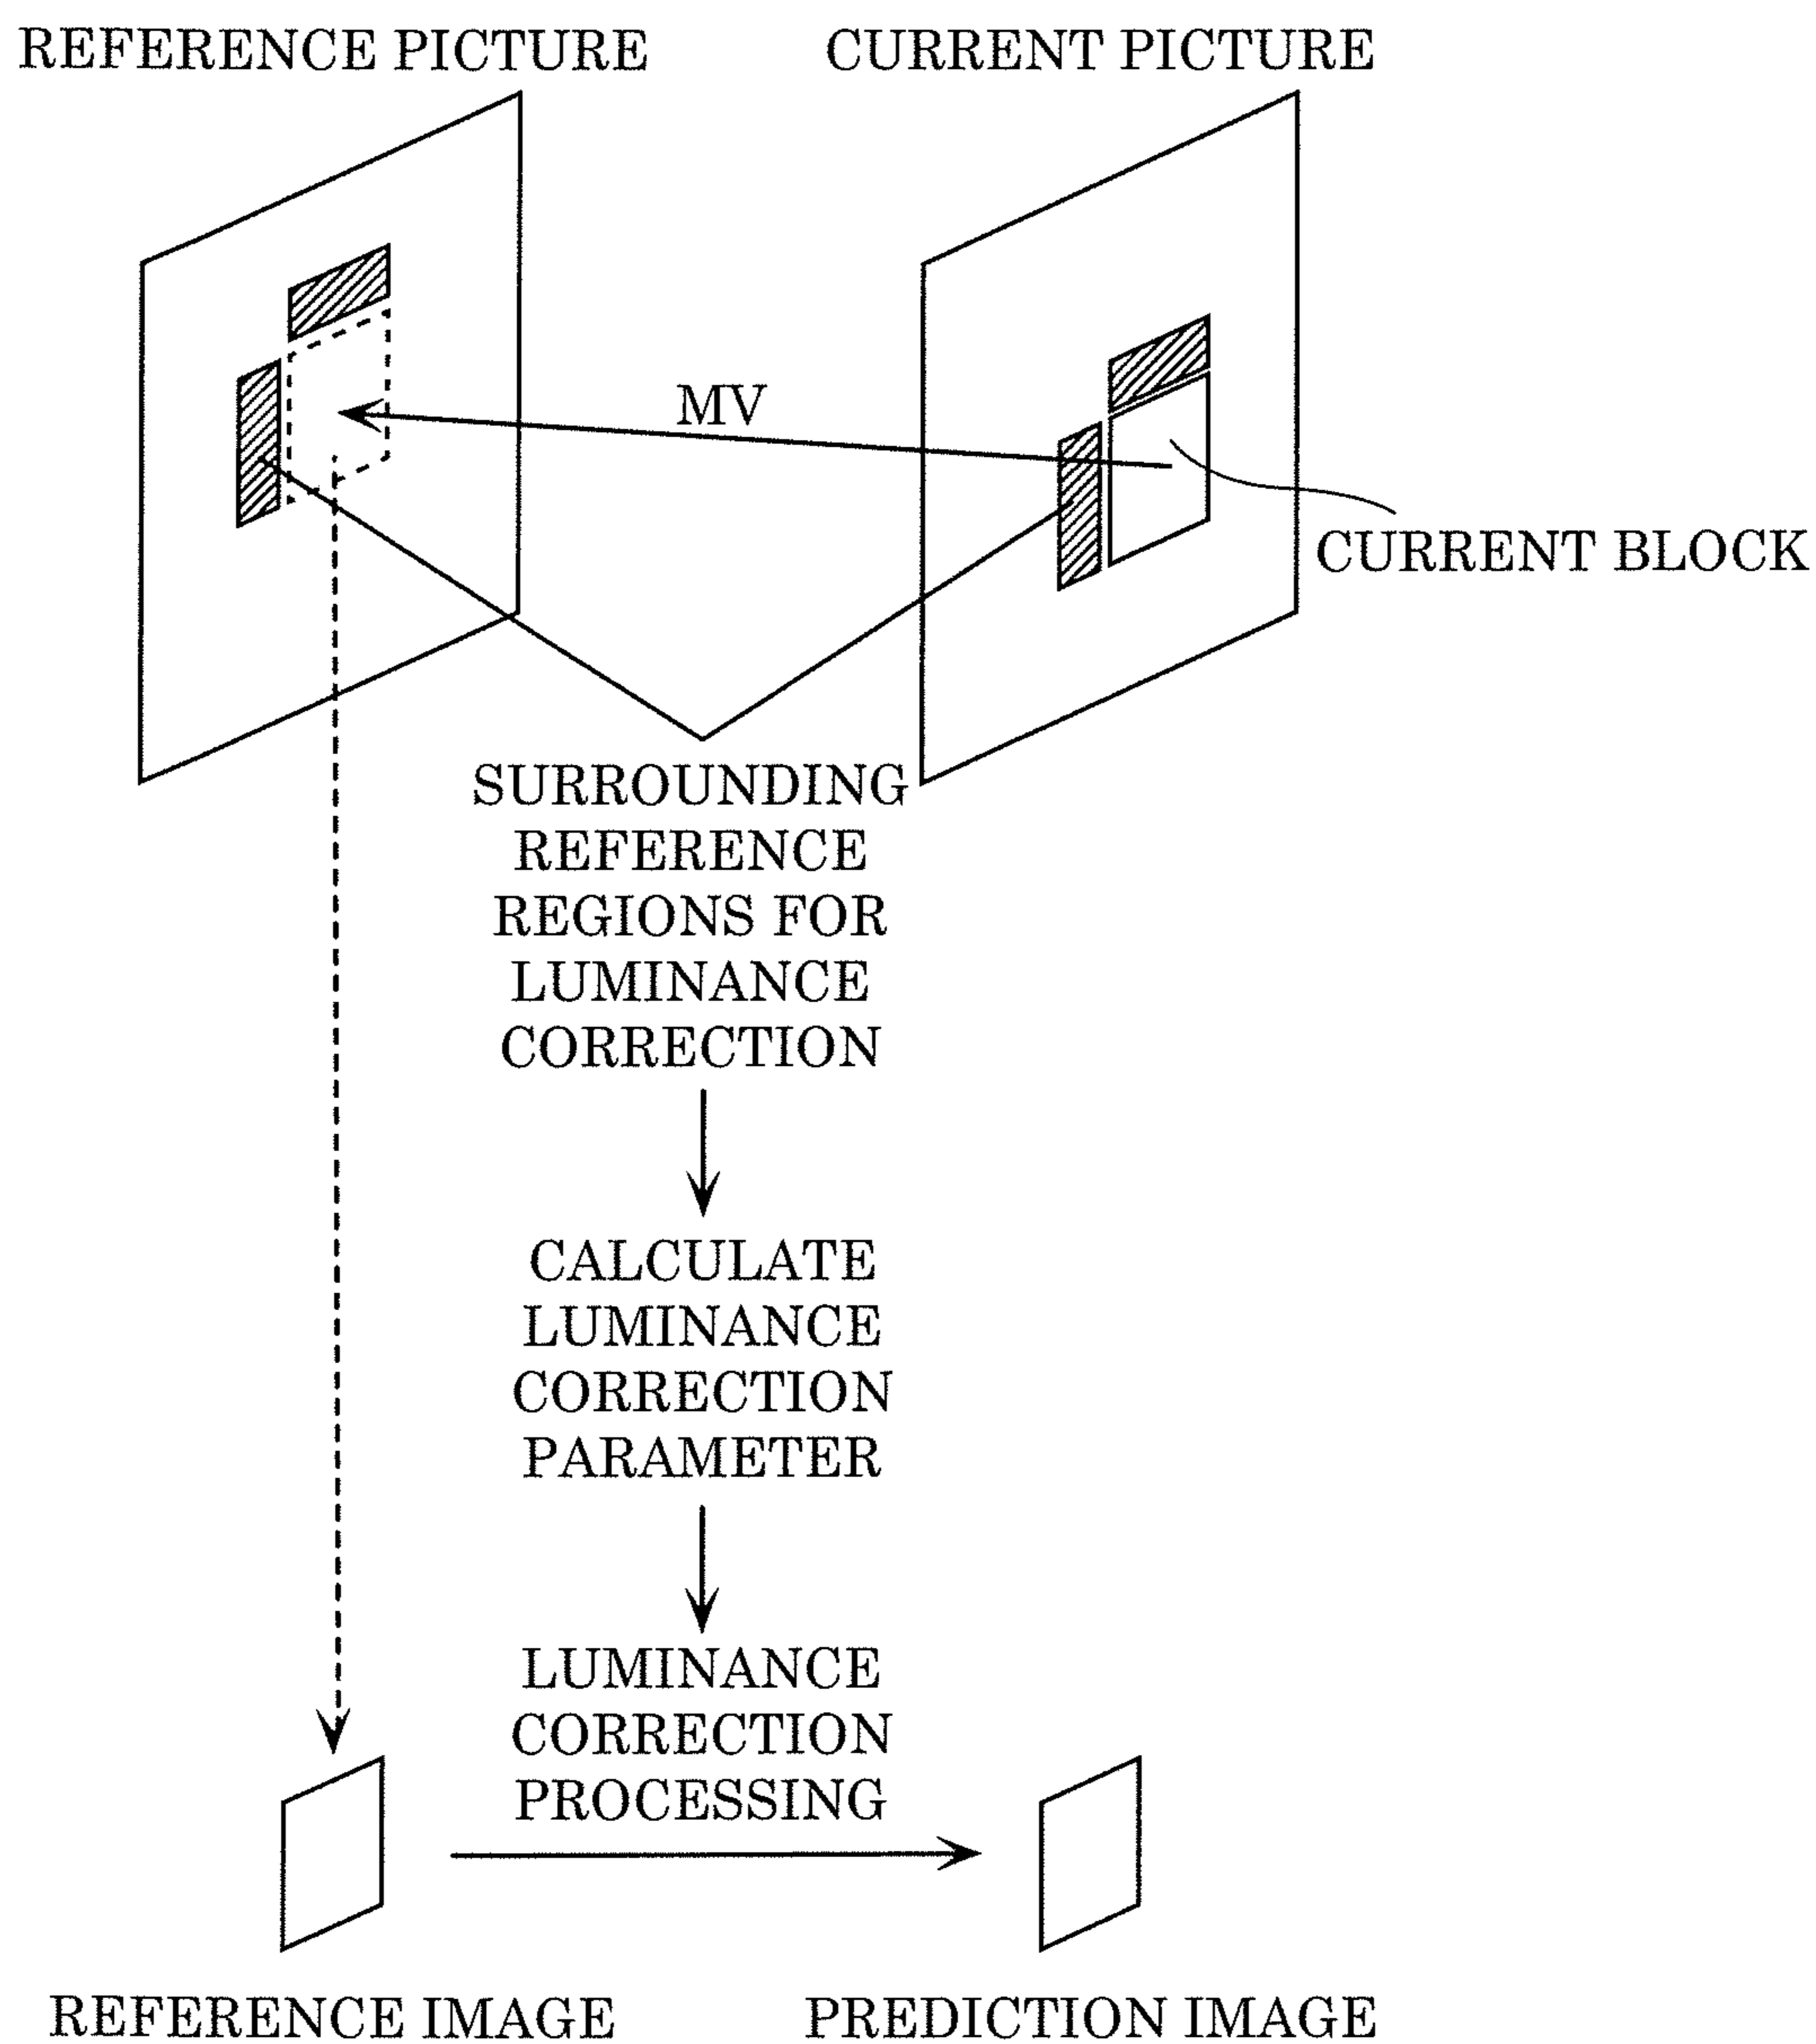 REFERENCE PICTURE
CURRENT PICTURE
MV
CURRENT BLOCK
SURROUNDING
REFERENCE
REGIONS FOR
LUMINANCE
CORRECTION
CALCULATE
LUMINANCE
CORRECTION
PARAMETER
LUMINANCE
CORRECTION
PROCESSING
REFERENCE IMAGE
PREDICTION IMAGE